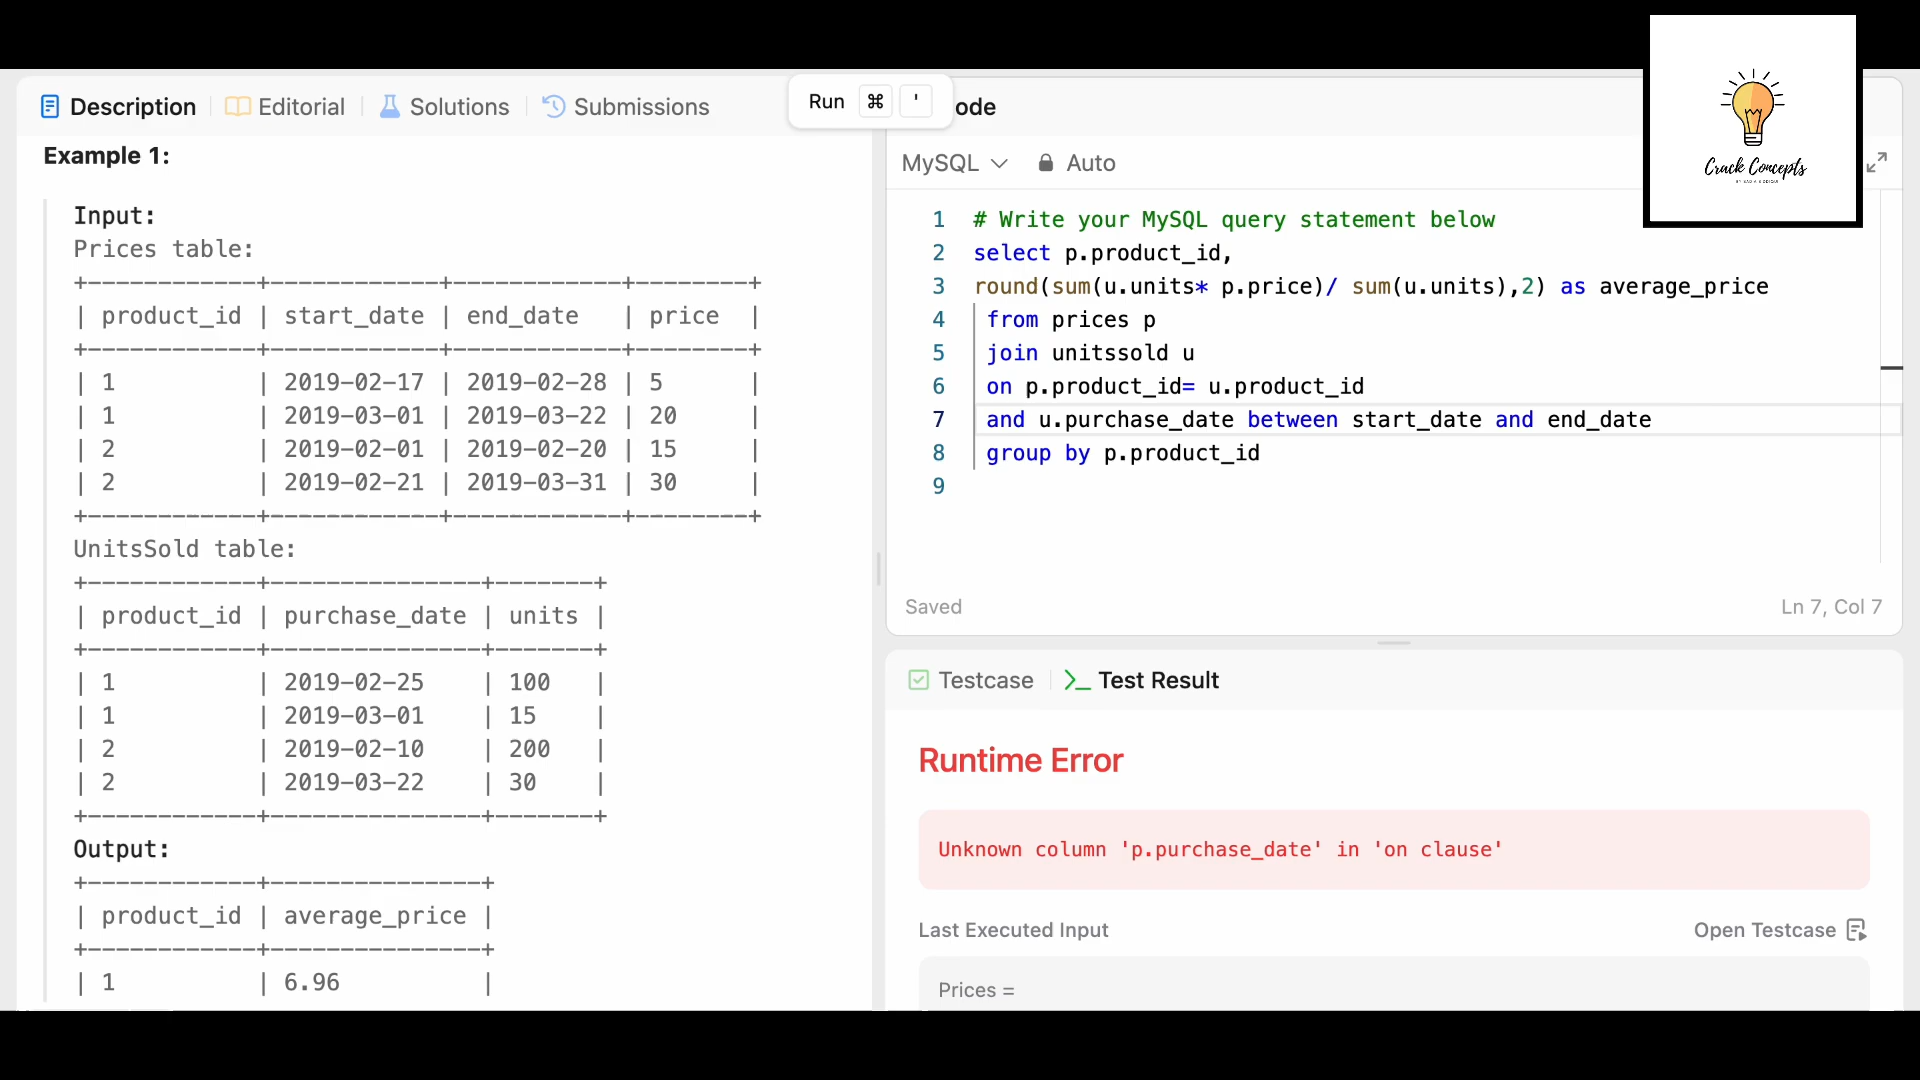 Description
Editorial
Solutions
Submissions
Run ⌘ '
ode
Crack Concepts
Example 1:
Input:
Prices table:
+------------+------------+------------+--------+
| product_id | start_date | end_date   | price  |
+------------+------------+------------+--------+
| 1          | 2019-02-17 | 2019-02-28 | 5      |
| 1          | 2019-03-01 | 2019-03-22 | 20     |
| 2          | 2019-02-01 | 2019-02-20 | 15     |
| 2          | 2019-02-21 | 2019-03-31 | 30     |
+------------+------------+------------+--------+
UnitsSold table:
+------------+---------------+-------+
| product_id | purchase_date | units |
+------------+---------------+-------+
| 1          | 2019-02-25    | 100   |
| 1          | 2019-03-01    | 15    |
| 2          | 2019-02-10    | 200   |
| 2          | 2019-03-22    | 30    |
+------------+---------------+-------+
Output:
+------------+---------------+
| product_id | average_price |
+------------+---------------+
| 1          | 6.96          |
MySQL
Auto
1 # Write your MySQL query statement below
2 select p.product_id,
3 round(sum(u.units* p.price)/ sum(u.units),2) as average_price
4 from prices p
5 join unitssold u
6 on p.product_id= u.product_id
7 and u.purchase_date between start_date and end_date
8 group by p.product_id
9
Saved
Ln 7, Col 7
Testcase
>_ Test Result
Runtime Error
Unknown column 'p.purchase_date' in 'on clause'
Last Executed Input
Open Testcase
Prices =